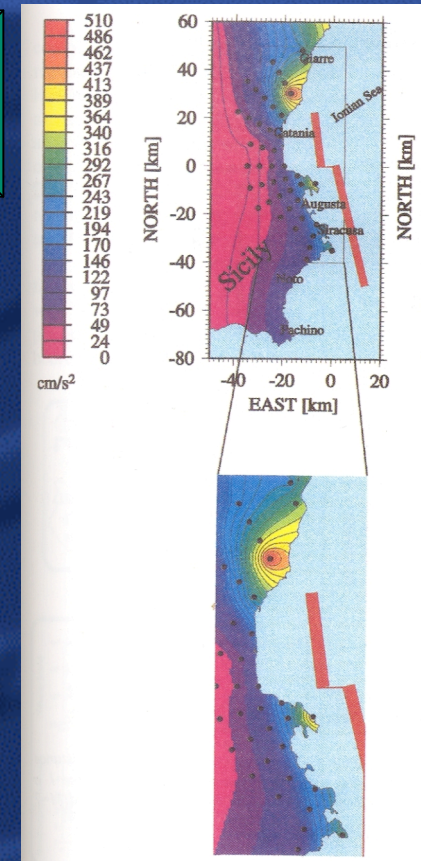 510
486
462
437
413
389
364
340
316
292
267
243
219
194
170
146
122
97
73
49
24
0
cm/s²
NORTH [km]
60
40
20
0
-20
-40
-60
-80
Giarre
Ionian Sea
Catania
Augusta
Siracusa
Sicily
Noto
Pachino
NORTH [km]
-40 -20 0 20
EAST [km]